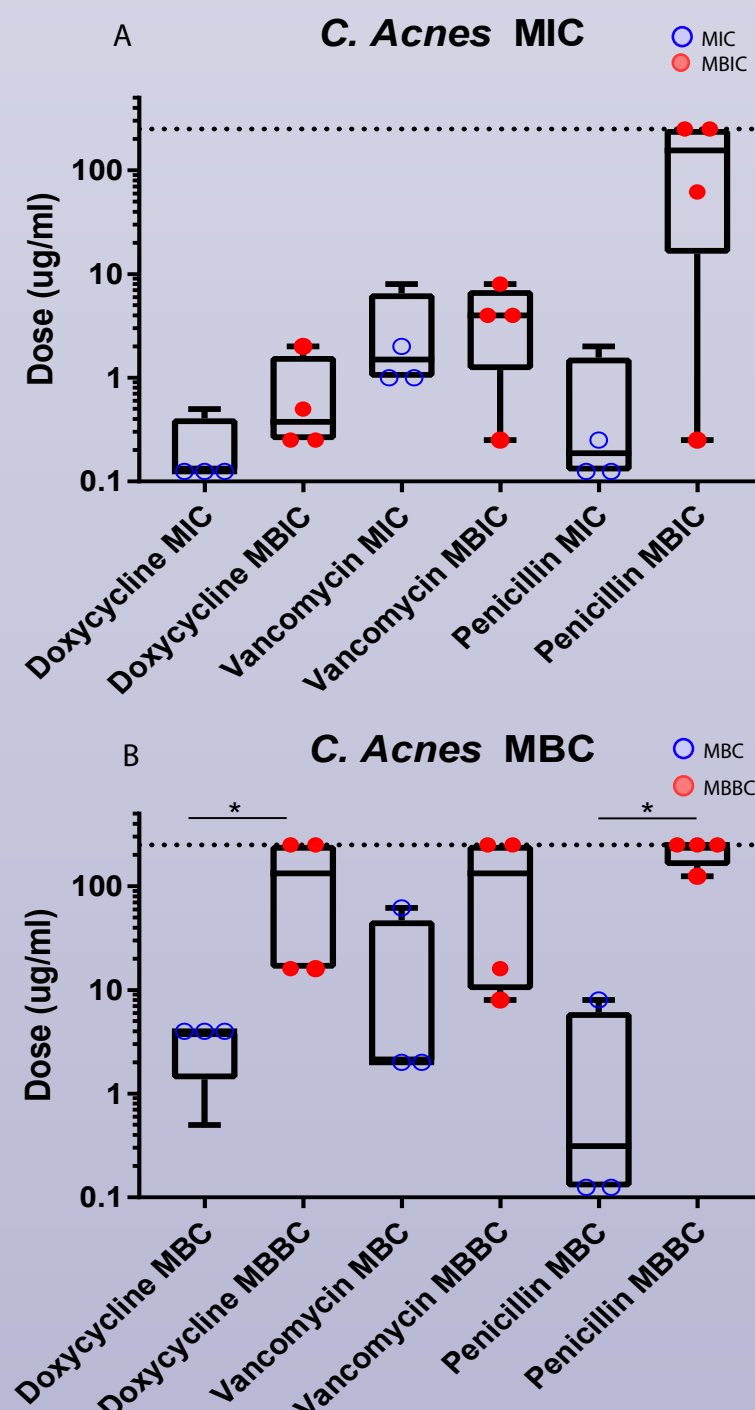 A
C. Acnes MIC
MIC
MBIC
Dose (ug/ml)
100
10
1
0.1
Doxycycline MIC
Doxycycline MBIC
Vancomycin MIC
Vancomycin MBIC
Penicillin MIC
Penicillin MBIC
B
C. Acnes MBC
MBC
MBBC
*
*
Dose (ug/ml)
100
10
1
0.1
Doxycycline MBC
Doxycycline MBBC
Vancomycin MBC
Vancomycin MBBC
Penicillin MBC
Penicillin MBBC